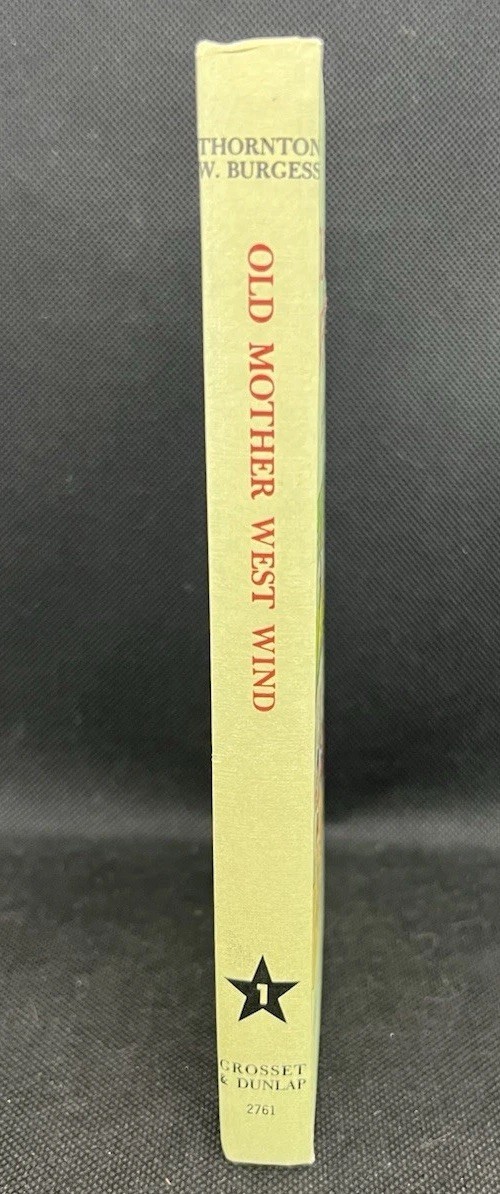 THORNTON
W. BURGESS
OLD MOTHER WEST WIND
1
GROSSET
& DUNLAP
2761